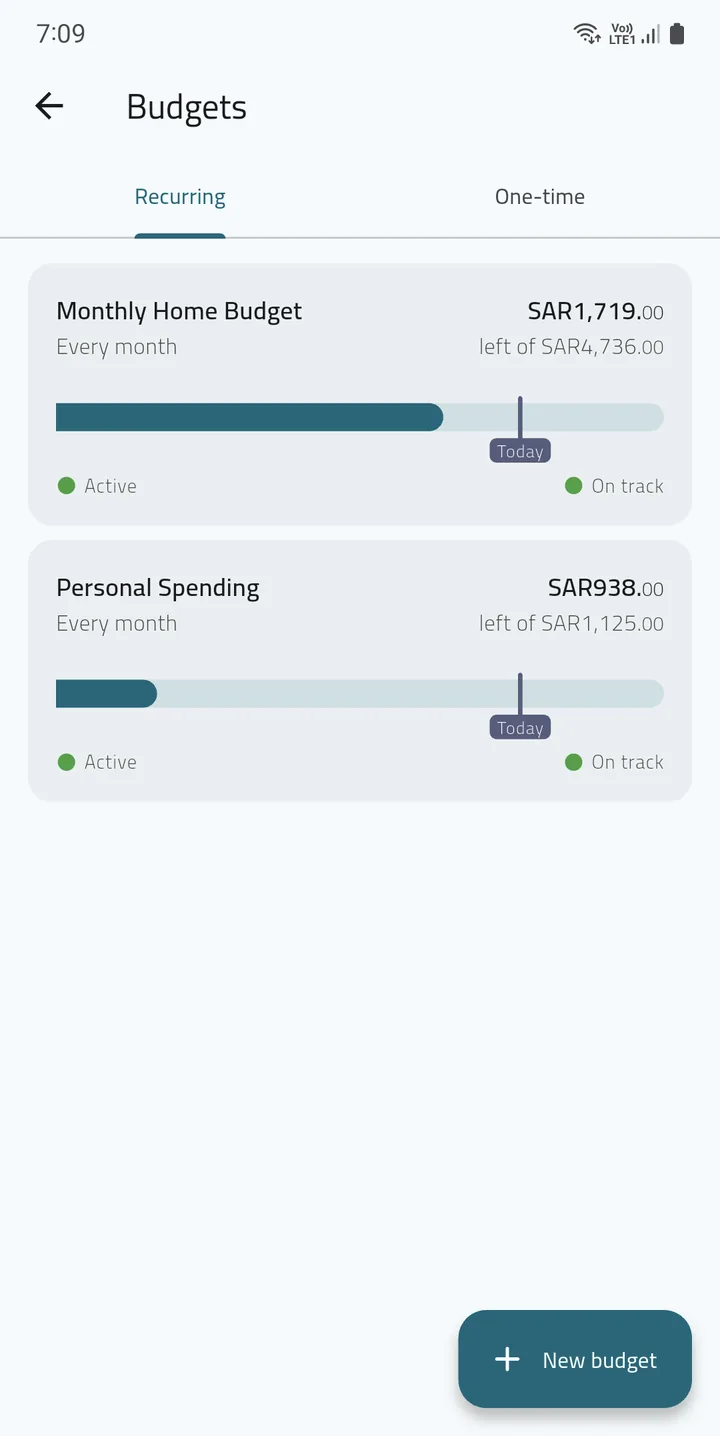 7:09
Vo)) LTE1
Budgets
Recurring
One-time
Monthly Home Budget
SAR1,719.00
Every month
left of SAR4,736.00
Today
Active
On track
Personal Spending
SAR938.00
Every month
left of SAR1,125.00
Today
Active
On track
New budget